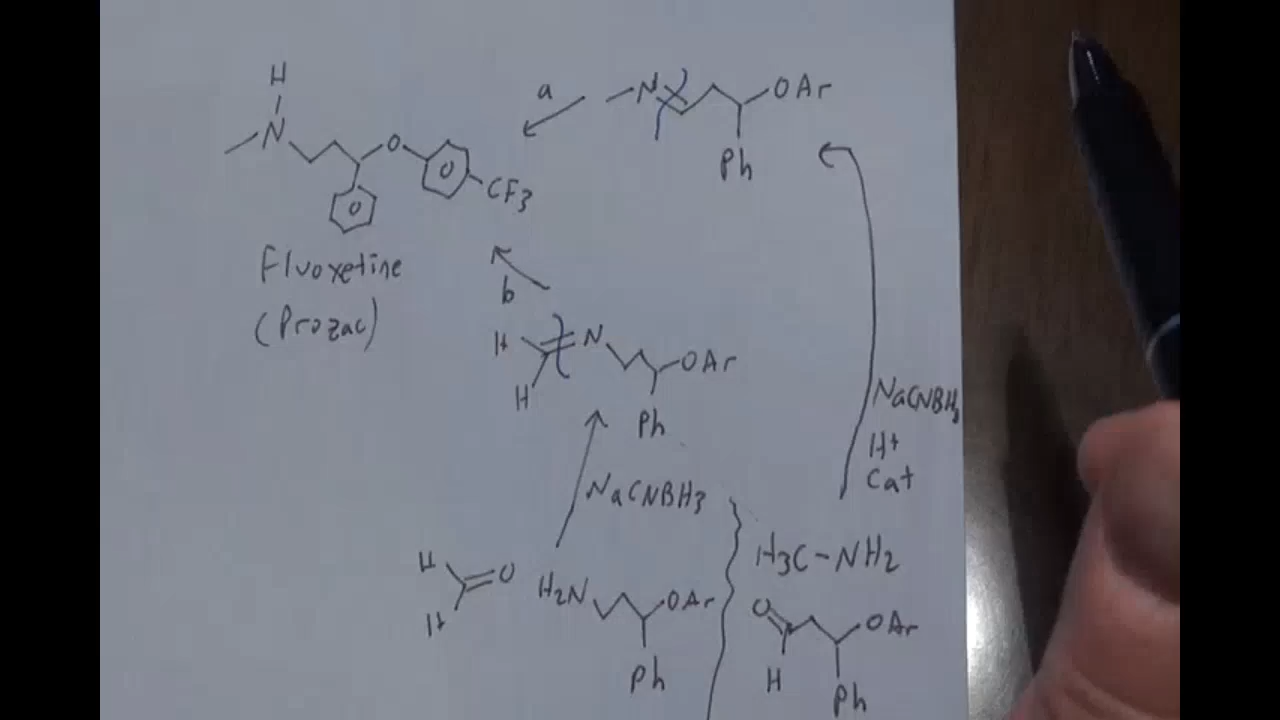 H
N
O
O
CF3
O
Fluoxetine
(Prozac)
a
N
OAr
Ph
b
H
N
OAr
H
Ph
NaCNBH3
H+
Cat
NaCNBH3
H
O
H
H2N
OAr
Ph
H3C-NH2
O
OAr
H
Ph